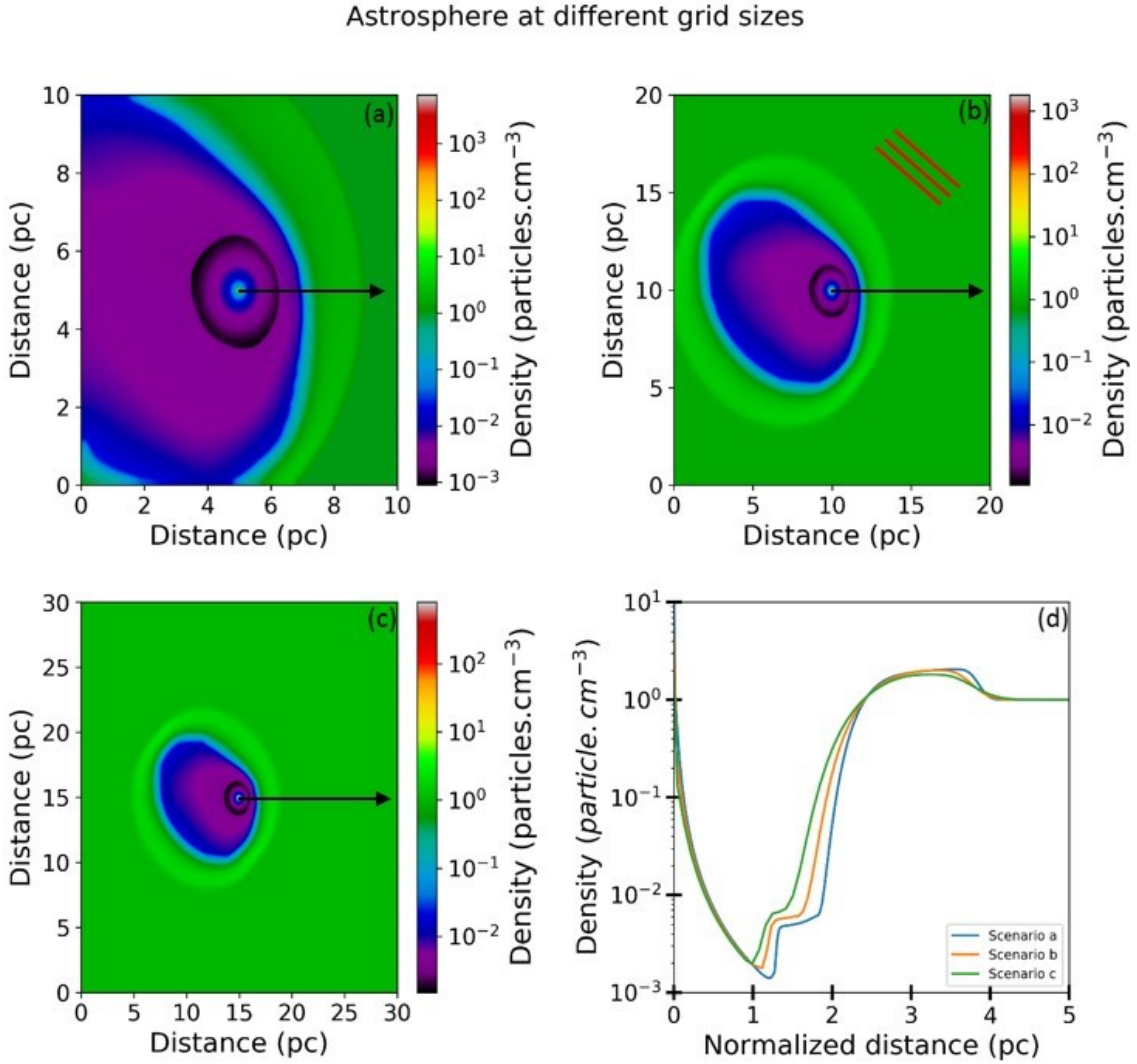 Astrosphere at different grid sizes
(a)
10
8
6
4
2
0
0 2 4 6 8 10
Distance (pc)
Distance (pc)
10³
10²
10¹
10⁰
10⁻¹
10⁻²
10⁻³
Density (particles.cm⁻³)
(b)
20
15
10
5
0
0 5 10 15 20
Distance (pc)
Distance (pc)
10³
10²
10¹
10⁰
10⁻¹
10⁻²
Density (particles.cm⁻³)
(c)
30
25
20
15
10
5
0
0 5 10 15 20 25 30
Distance (pc)
Distance (pc)
10²
10¹
10⁰
10⁻¹
10⁻²
Density (particles.cm⁻³)
(d)
10¹
10⁰
10⁻¹
10⁻²
10⁻³
0 1 2 3 4 5
Density (particle.cm⁻³)
Normalized distance (pc)
Scenario a
Scenario b
Scenario c